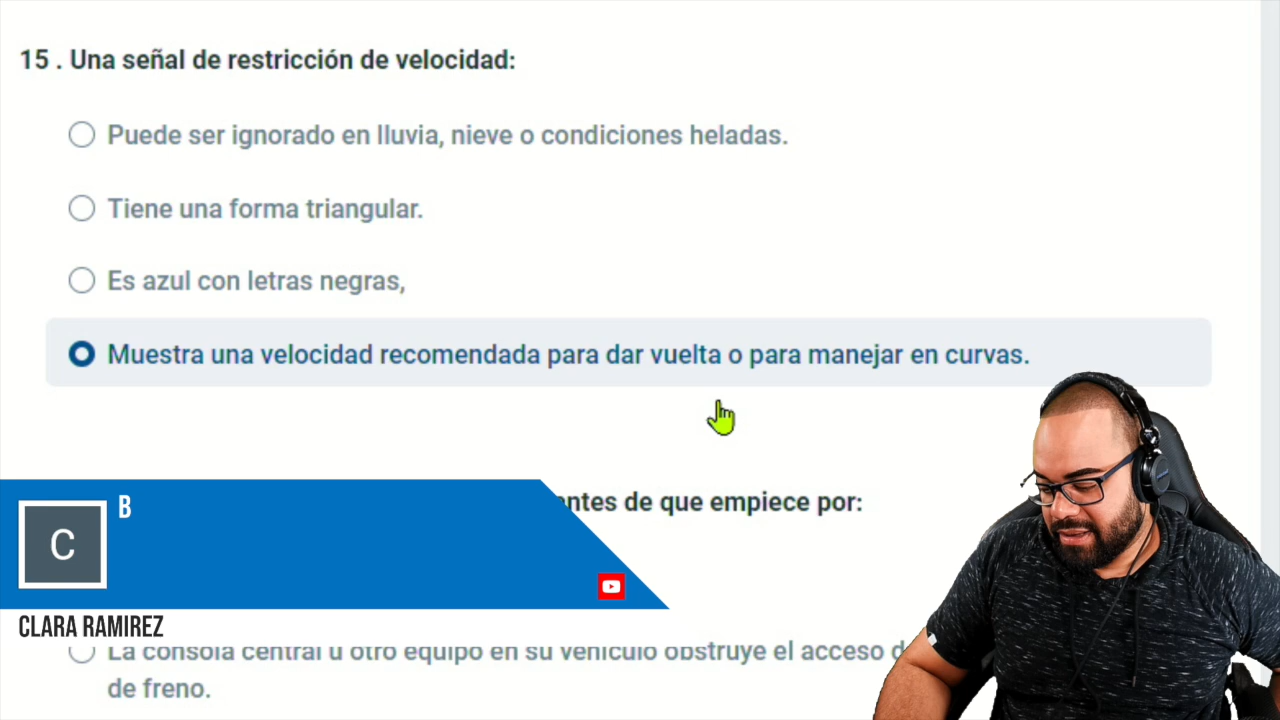 15 . Una señal de restricción de velocidad:
Puede ser ignorado en lluvia, nieve o condiciones heladas.
Tiene una forma triangular.
Es azul con letras negras,
Muestra una velocidad recomendada para dar vuelta o para manejar en curvas.
B
antes de que empiece por:
C
CLARA RAMIREZ
La consola central u otro equipo en su vehículo obstruye el acceso
de freno.